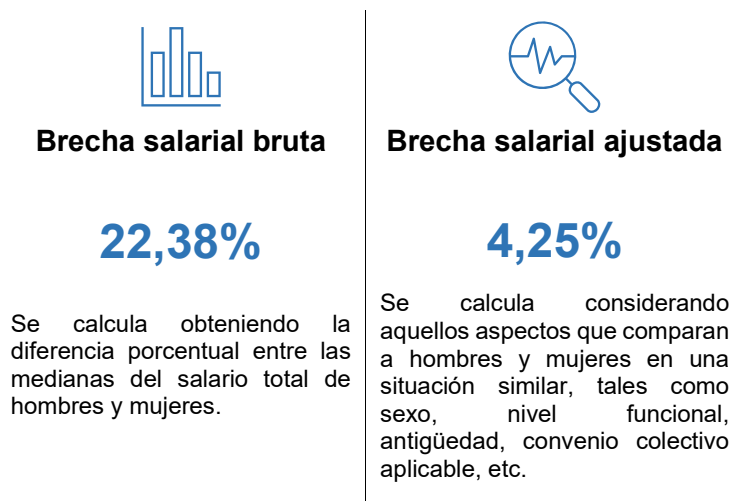 Brecha salarial bruta
22,38%
Se calcula obteniendo la
diferencia porcentual entre las
medianas del salario total de
hombres y mujeres.
Brecha salarial ajustada
4,25%
Se calcula considerando
aquellos aspectos que comparan
a hombres y mujeres en una
situación similar, tales como
sexo, nivel funcional,
antigüedad, convenio colectivo
aplicable, etc.